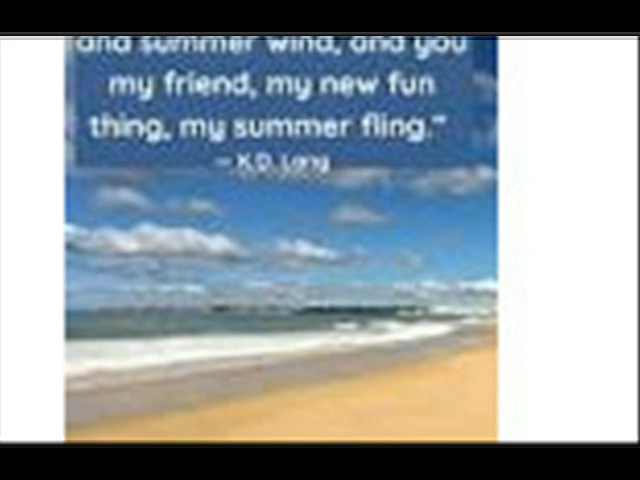 and summer wind, and you
my friend, my new fun
thing, my summer fling."
— K.D. Lang